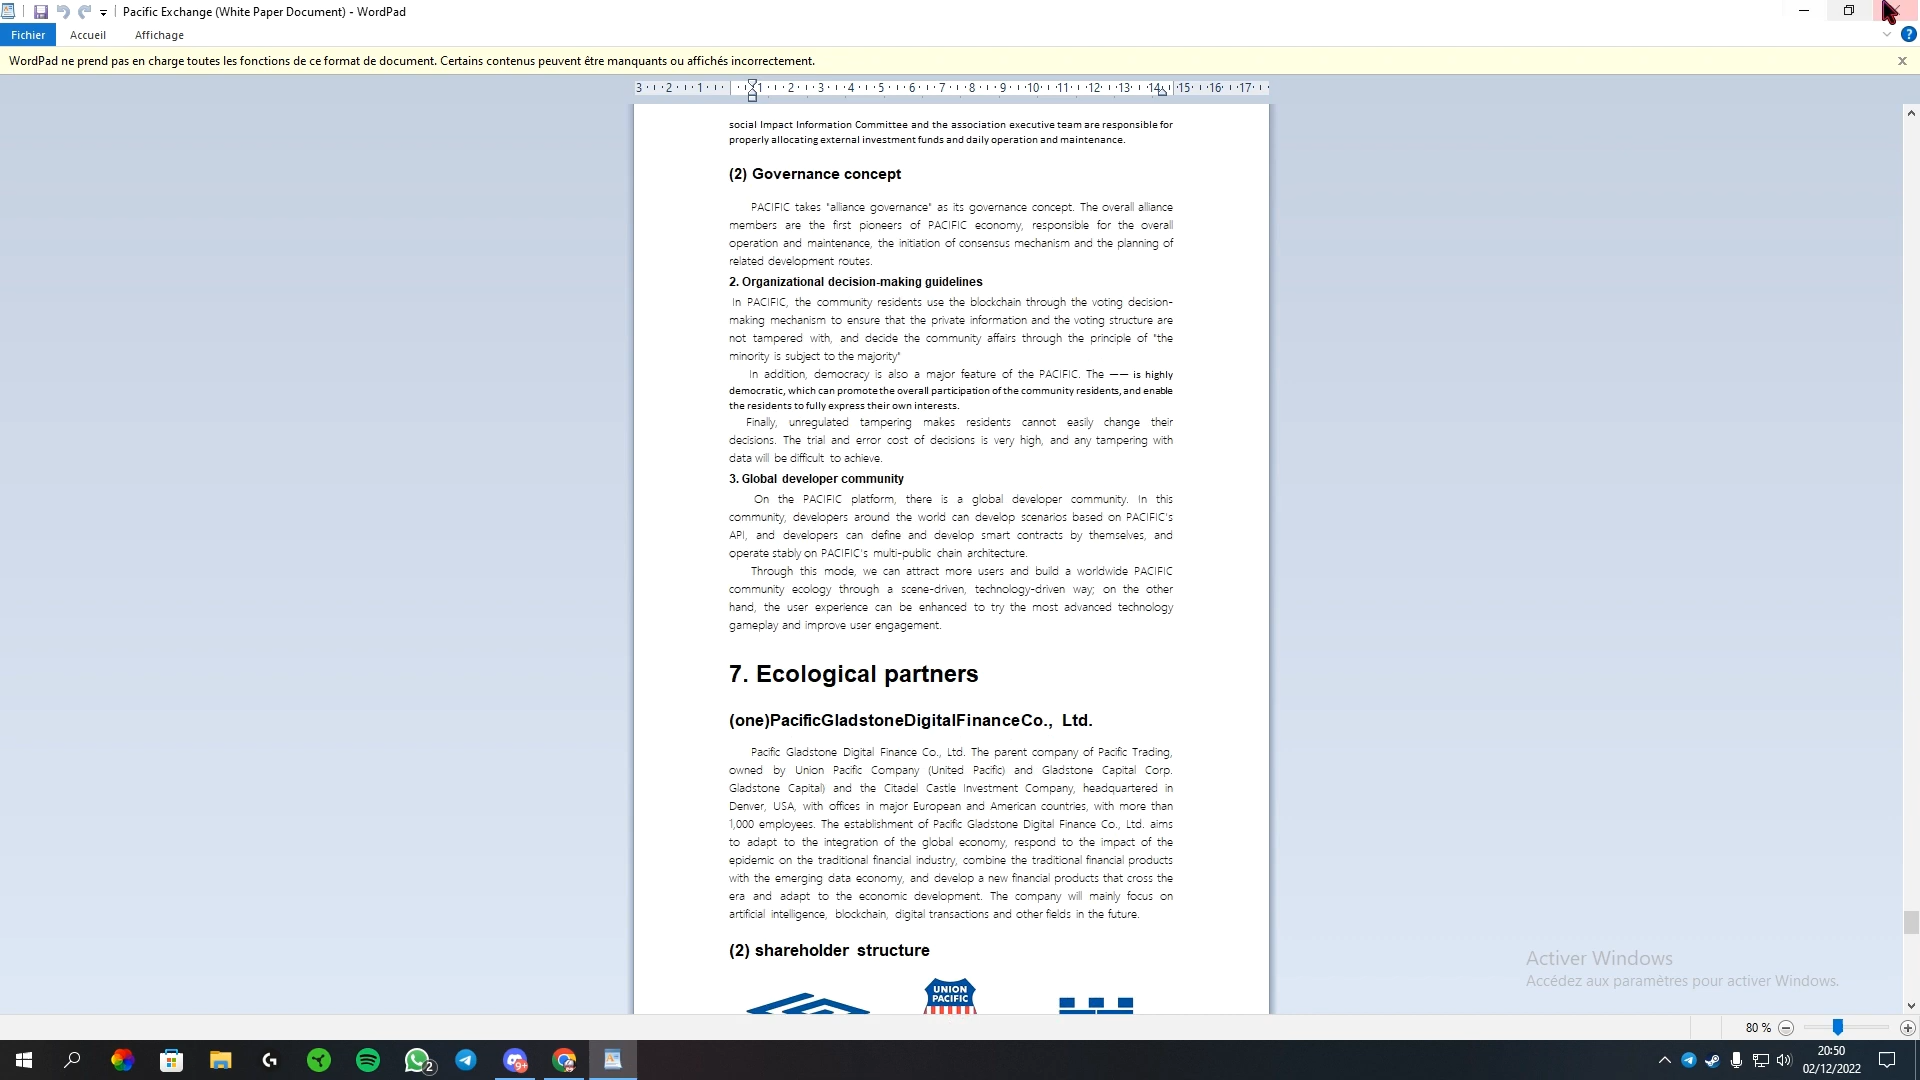 Pacific Exchange (White Paper Document) - WordPad
Fichier Accueil Affichage
WordPad ne prend pas en charge toutes les fonctions de ce format de document. Certains contenus peuvent être manquants ou affichés incorrectement.
3 2 1 1 2 3 4 5 6 7 8 9 10 11 12 13 14 15 16 17
social Impact Information Committee and the association executive team are responsible for
properly allocating external investment funds and daily operation and maintenance.
(2) Governance concept
PACIFIC takes "alliance governance" as its governance concept. The overall alliance
members are the first pioneers of PACIFIC economy, responsible for the overall
operation and maintenance, the initiation of consensus mechanism and the planning of
related development routes.
2. Organizational decision-making guidelines
In PACIFIC, the community residents use the blockchain through the voting decision-
making mechanism to ensure that the private information and the voting structure are
not tampered with, and decide the community affairs through the principle of "the
minority is subject to the majority"
In addition, democracy is also a major feature of the PACIFIC. The —— is highly
democratic, which can promote the overall participation of the community residents, and enable
the residents to fully express their own interests.
Finally, unregulated tampering makes residents cannot easily change their
decisions. The trial and error cost of decisions is very high, and any tampering with
data will be difficult to achieve.
3. Global developer community
On the PACIFIC platform, there is a global developer community. In this
community, developers around the world can develop scenarios based on PACIFIC's
API, and developers can define and develop smart contracts by themselves, and
operate stably on PACIFIC's multi-public chain architecture.
Through this mode, we can attract more users and build a worldwide PACIFIC
community ecology through a scene-driven, technology-driven way; on the other
hand, the user experience can be enhanced to try the most advanced technology
gameplay and improve user engagement.
7. Ecological partners
(one)PacificGladstoneDigitalFinanceCo., Ltd.
Pacific Gladstone Digital Finance Co., Ltd. The parent company of Pacific Trading,
owned by Union Pacific Company (United Pacific) and Gladstone Capital Corp.
Gladstone Capital) and the Citadel Castle Investment Company, headquartered in
Denver, USA, with offices in major European and American countries, with more than
1,000 employees. The establishment of Pacific Gladstone Digital Finance Co., Ltd. aims
to adapt to the integration of the global economy, respond to the impact of the
epidemic on the traditional financial industry, combine the traditional financial products
with the emerging data economy, and develop a new financial products that cross the
era and adapt to the economic development. The company will mainly focus on
artificial intelligence, blockchain, digital transactions and other fields in the future.
(2) shareholder structure
UNION
PACIFIC
Activer Windows
Accédez aux paramètres pour activer Windows.
80 %
2
9+
20:50
02/12/2022